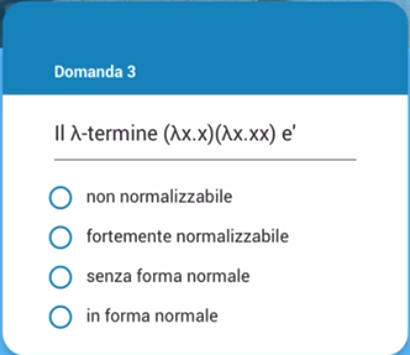 Domanda 3
Il λ-termine (λx.x)(λx.xx) e'
non normalizzabile
fortemente normalizzabile
senza forma normale
in forma normale